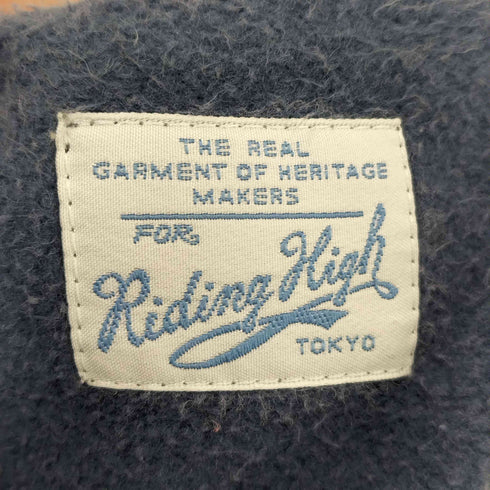 THE REAL
GARMENT OF HERITAGE
MAKERS
FOR
Riding High
TOKYO